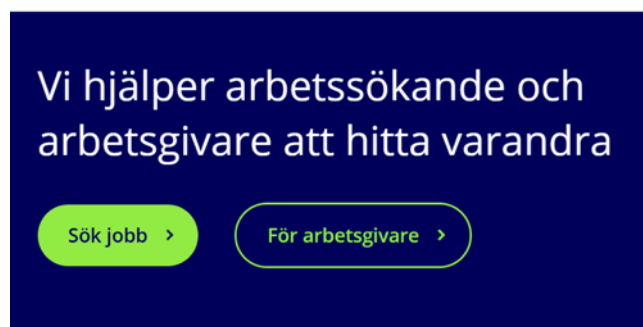 Vi hjälper arbetssökande och
arbetsgivare att hitta varandra
Sök jobb
För arbetsgivare